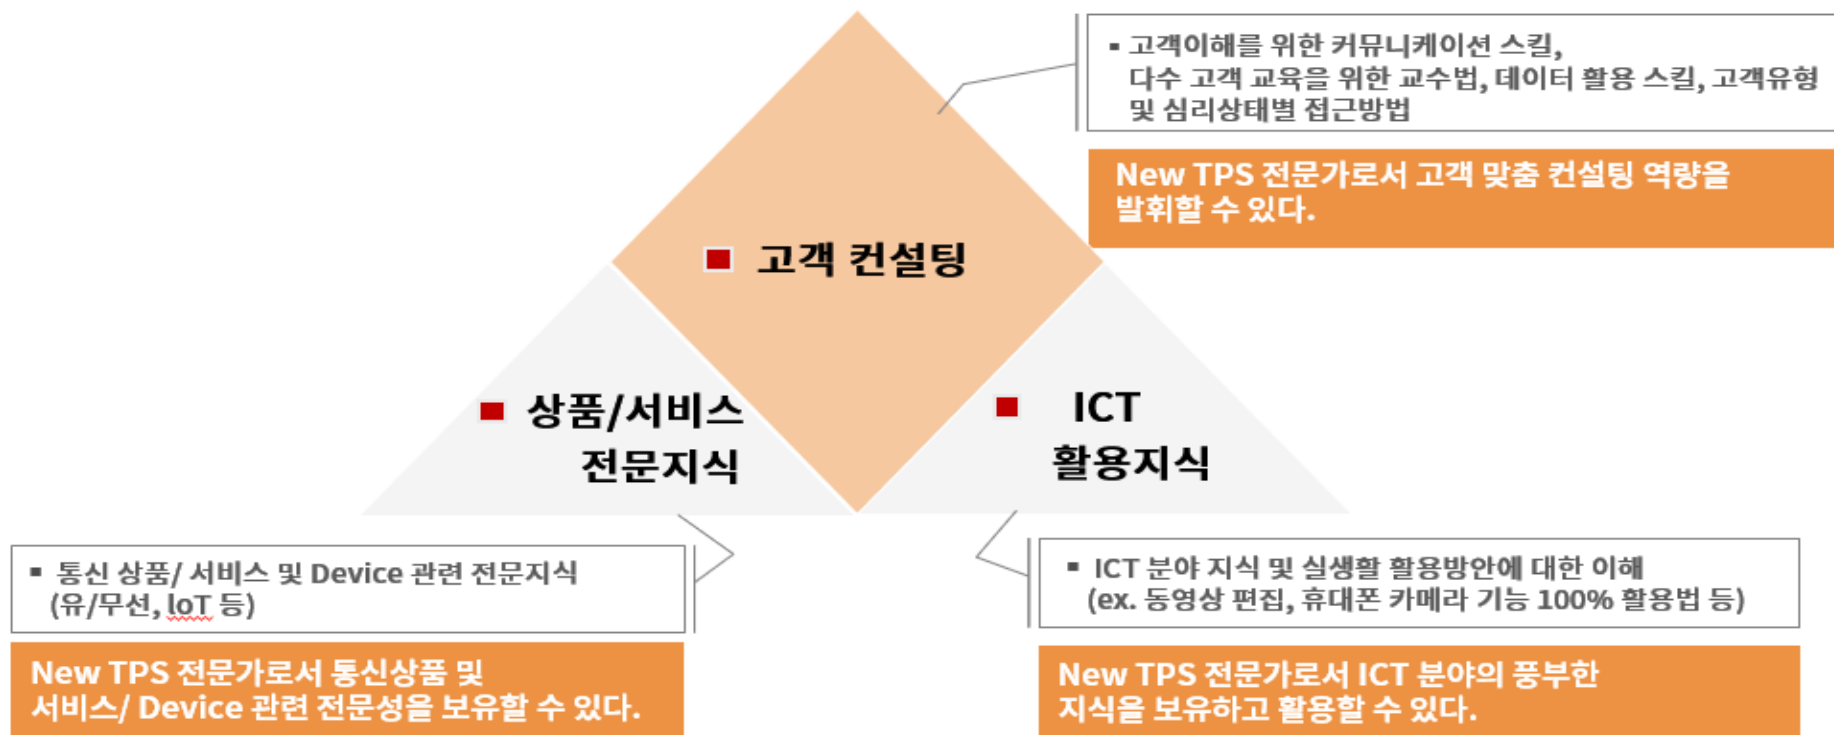 ▪ 고객이해를 위한 커뮤니케이션 스킬,
다수 고객 교육을 위한 교수법, 데이터 활용 스킬, 고객유형
및 심리상태별 접근방법
New TPS 전문가로서 고객 맞춤 컨설팅 역량을
발휘할 수 있다.
고객 컨설팅
상품/서비스
전문지식
ICT
활용지식
▪ 통신 상품/ 서비스 및 Device 관련 전문지식
(유/무선, loT 등)
New TPS 전문가로서 통신상품 및
서비스/ Device 관련 전문성을 보유할 수 있다.
▪ ICT 분야 지식 및 실생활 활용방안에 대한 이해
(ex. 동영상 편집, 휴대폰 카메라 기능 100% 활용법 등)
New TPS 전문가로서 ICT 분야의 풍부한
지식을 보유하고 활용할 수 있다.